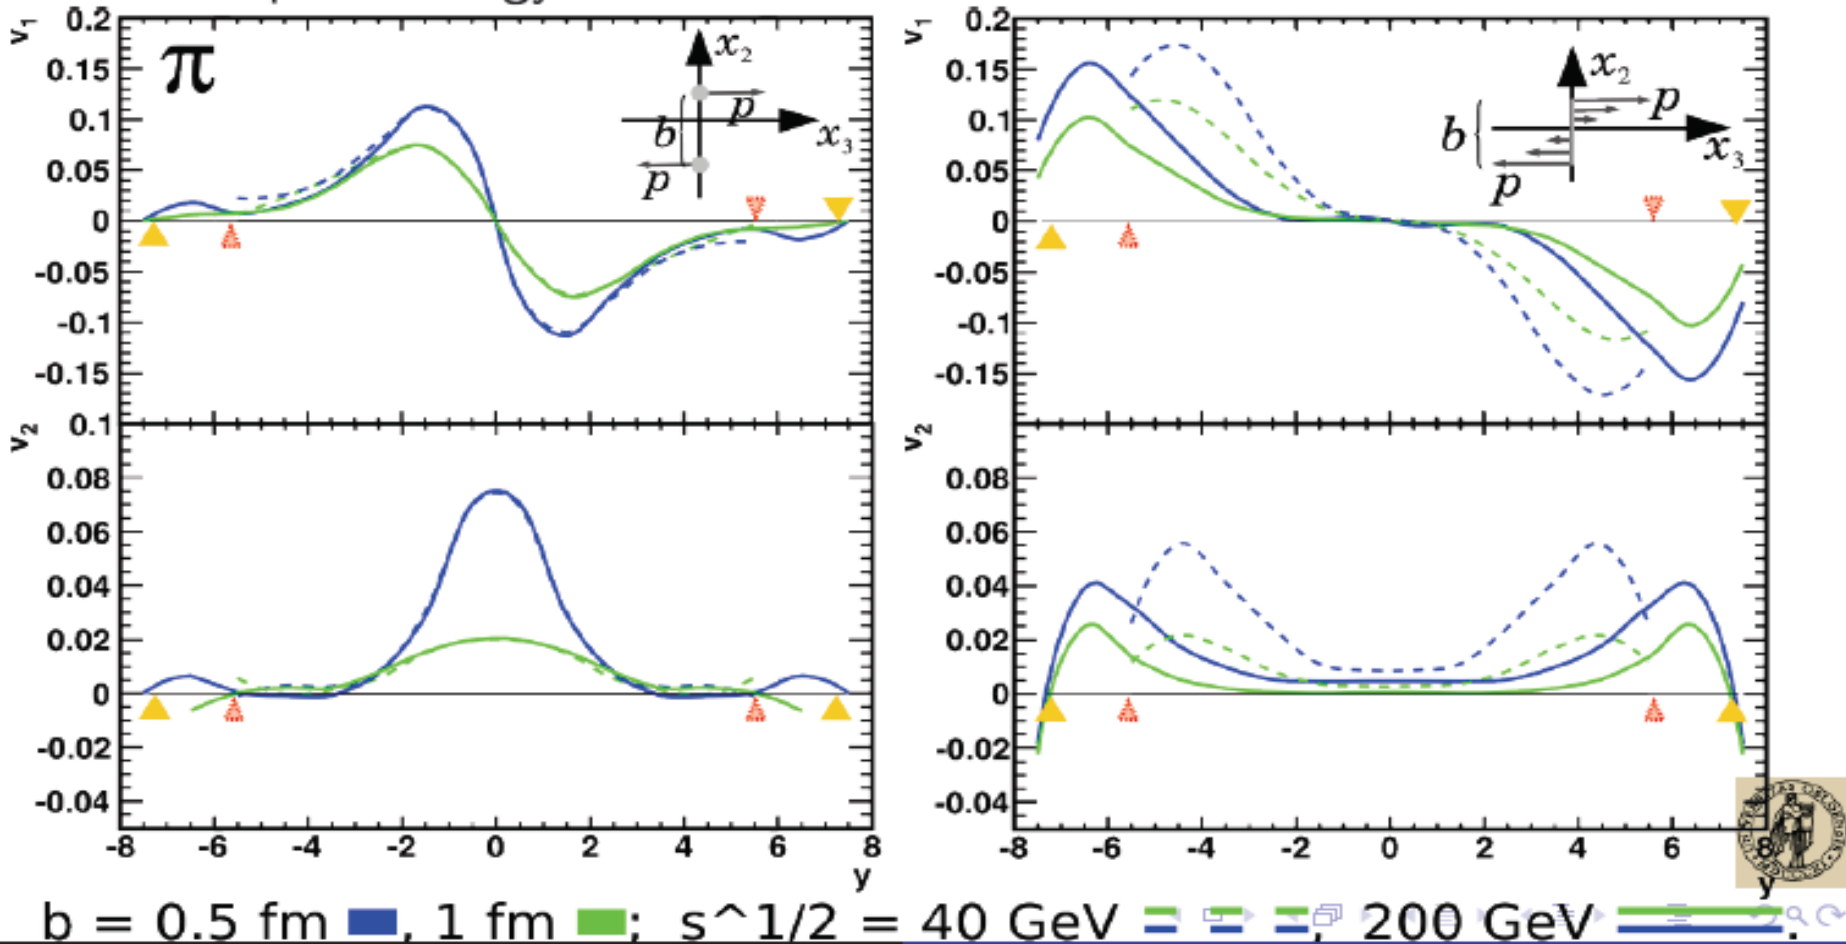 v₁
0.2
0.15
0.1
0.05
0
-0.05
-0.1
-0.15
π
x₂
p
b
x₃
p
v₁
0.2
0.15
0.1
0.05
0
-0.05
-0.1
-0.15
x₂
p
b
x₃
p
v₂
0.1
0.08
0.06
0.04
0.02
0
-0.02
-0.04
-8 -6 -4 -2 0 2 4 6 8
y
v₂
0.08
0.06
0.04
0.02
0
-0.02
-0.04
-8 -6 -4 -2 0 2 4 6 8
y
b = 0.5 fm , 1 fm ; s^1/2 = 40 GeV , 200 GeV .